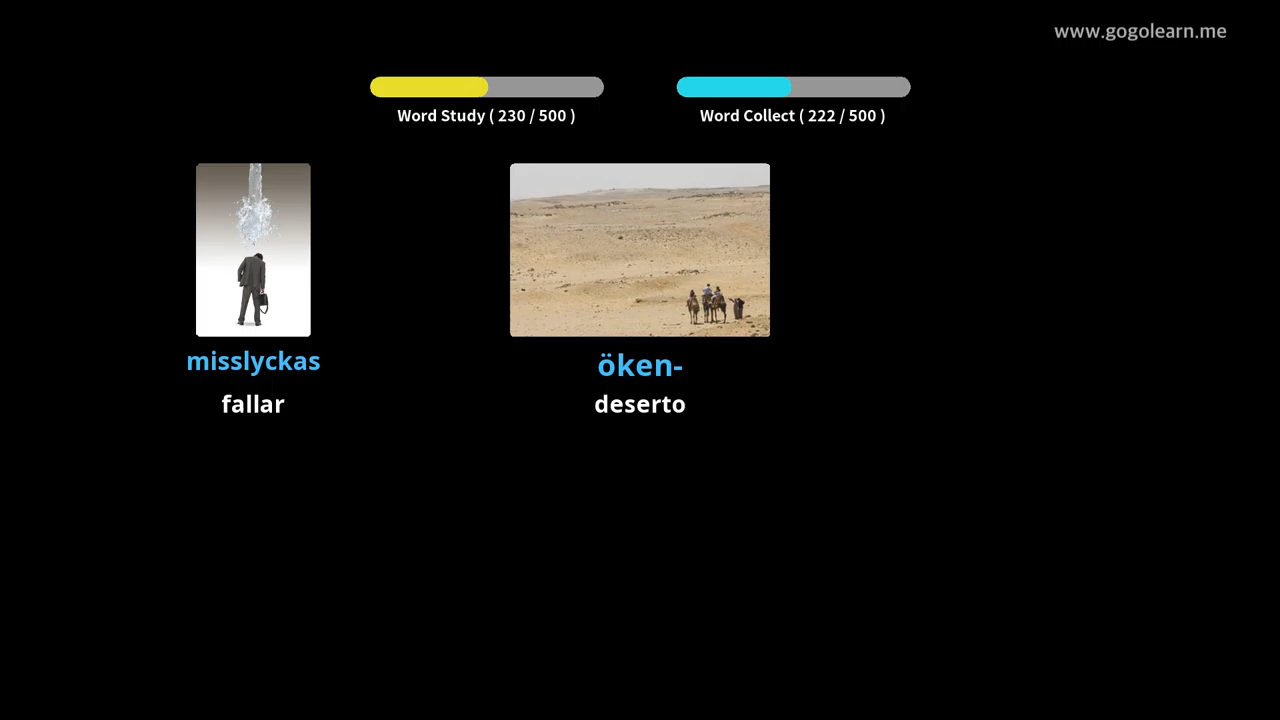 www.gogolearn.me
Word Study ( 230 / 500 )
Word Collect ( 222 / 500 )
misslyckas
fallar
öken-
deserto